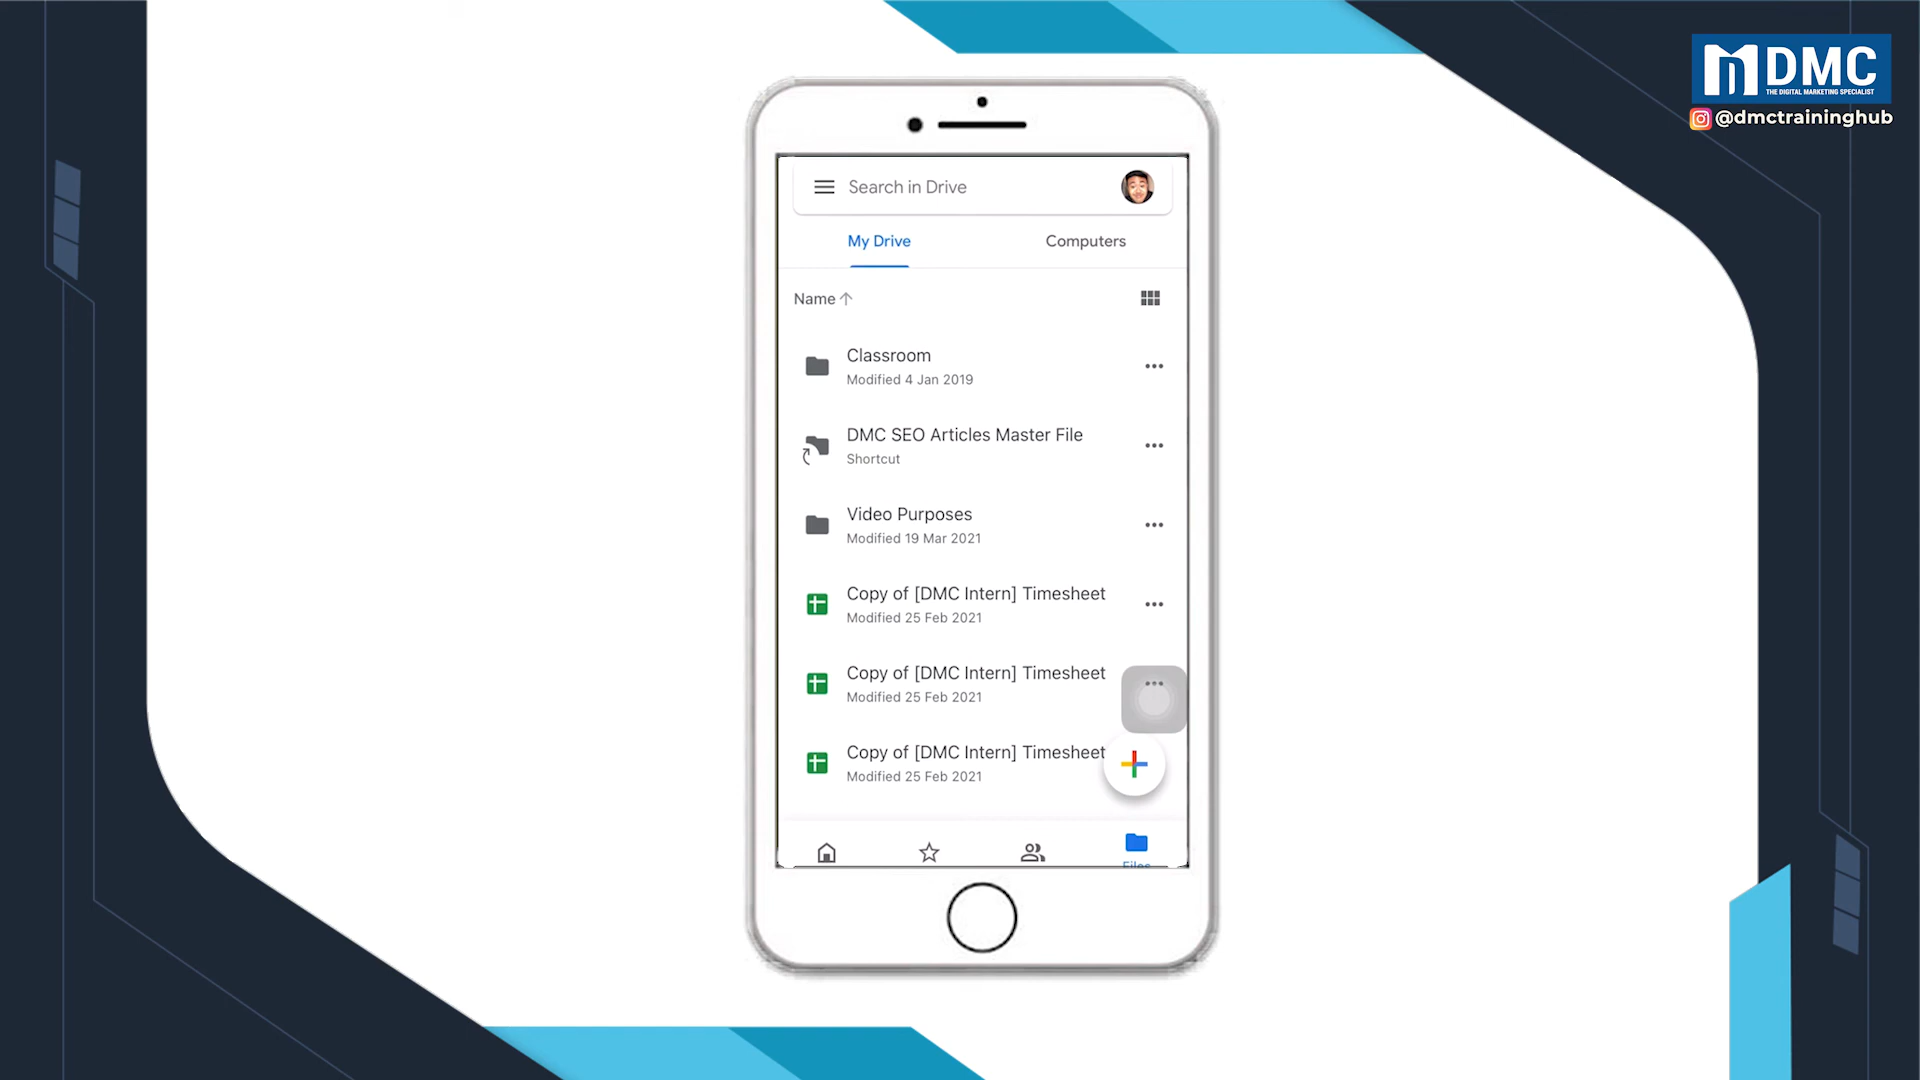 DMC
THE DIGITAL MARKETING SPECIALIST
@dmctraininghub
Search in Drive
My Drive
Computers
Name
Classroom
Modified 4 Jan 2019
DMC SEO Articles Master File
Shortcut
Video Purposes
Modified 19 Mar 2021
Copy of [DMC Intern] Timesheet
Modified 25 Feb 2021
Copy of [DMC Intern] Timesheet
Modified 25 Feb 2021
Copy of [DMC Intern] Timesheet
Modified 25 Feb 2021
Files